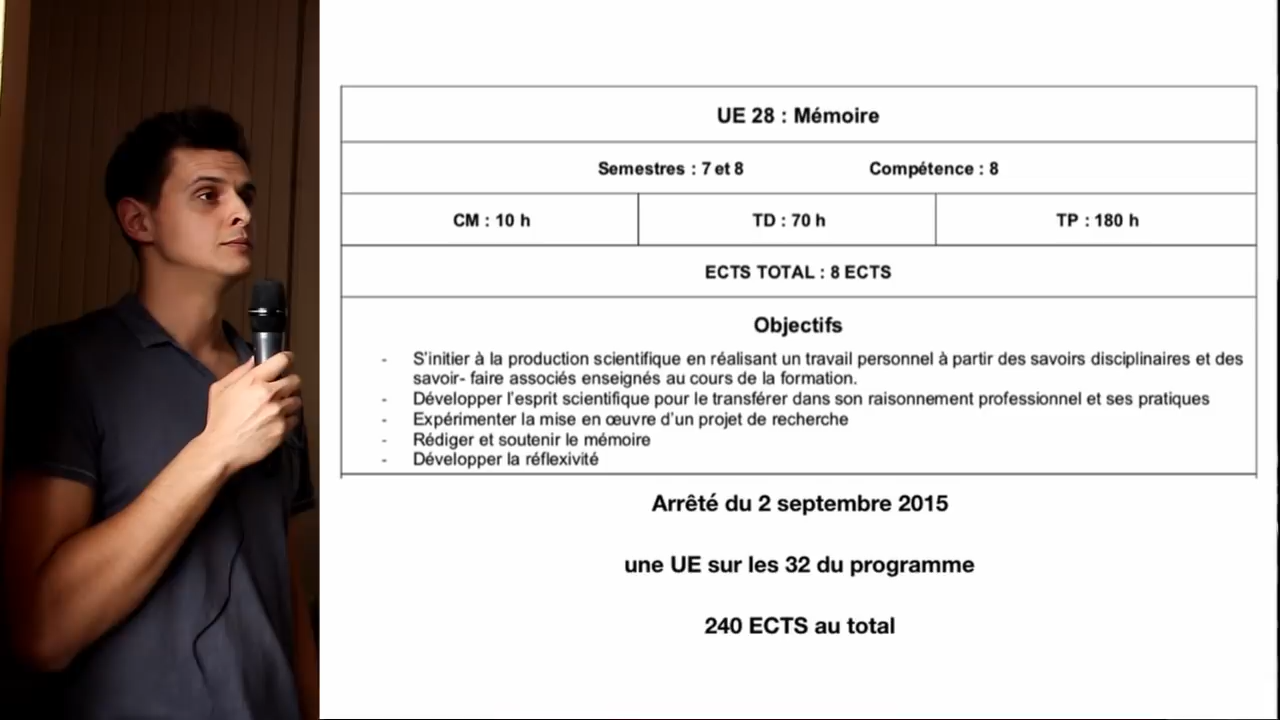 UE 28 : Mémoire
Semestres : 7 et 8 Compétence : 8
CM : 10 h TD : 70 h TP : 180 h
ECTS TOTAL : 8 ECTS
Objectifs
- S'initier à la production scientifique en réalisant un travail personnel à partir des savoirs disciplinaires et des
savoir- faire associés enseignés au cours de la formation.
- Développer l'esprit scientifique pour le transférer dans son raisonnement professionnel et ses pratiques
- Expérimenter la mise en œuvre d'un projet de recherche
- Rédiger et soutenir le mémoire
- Développer la réflexivité
Arrêté du 2 septembre 2015
une UE sur les 32 du programme
240 ECTS au total